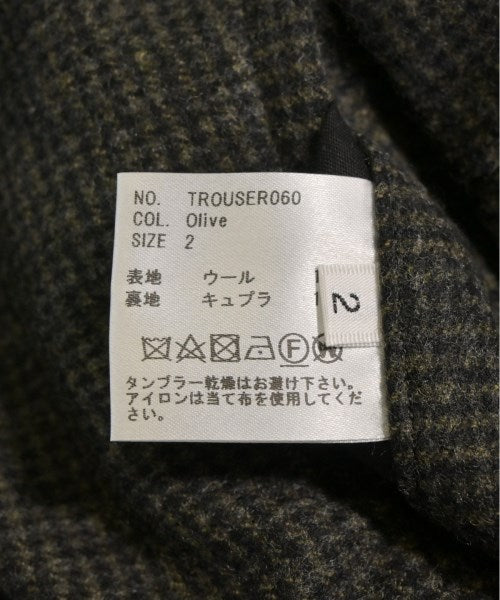 NO. TROUSER060
COL. Olive
SIZE 2
表地 ウール
裏地 キュプラ
2
タンブラー乾燥はお避け下さい。
アイロンは当て布を使用してくだ
さい。